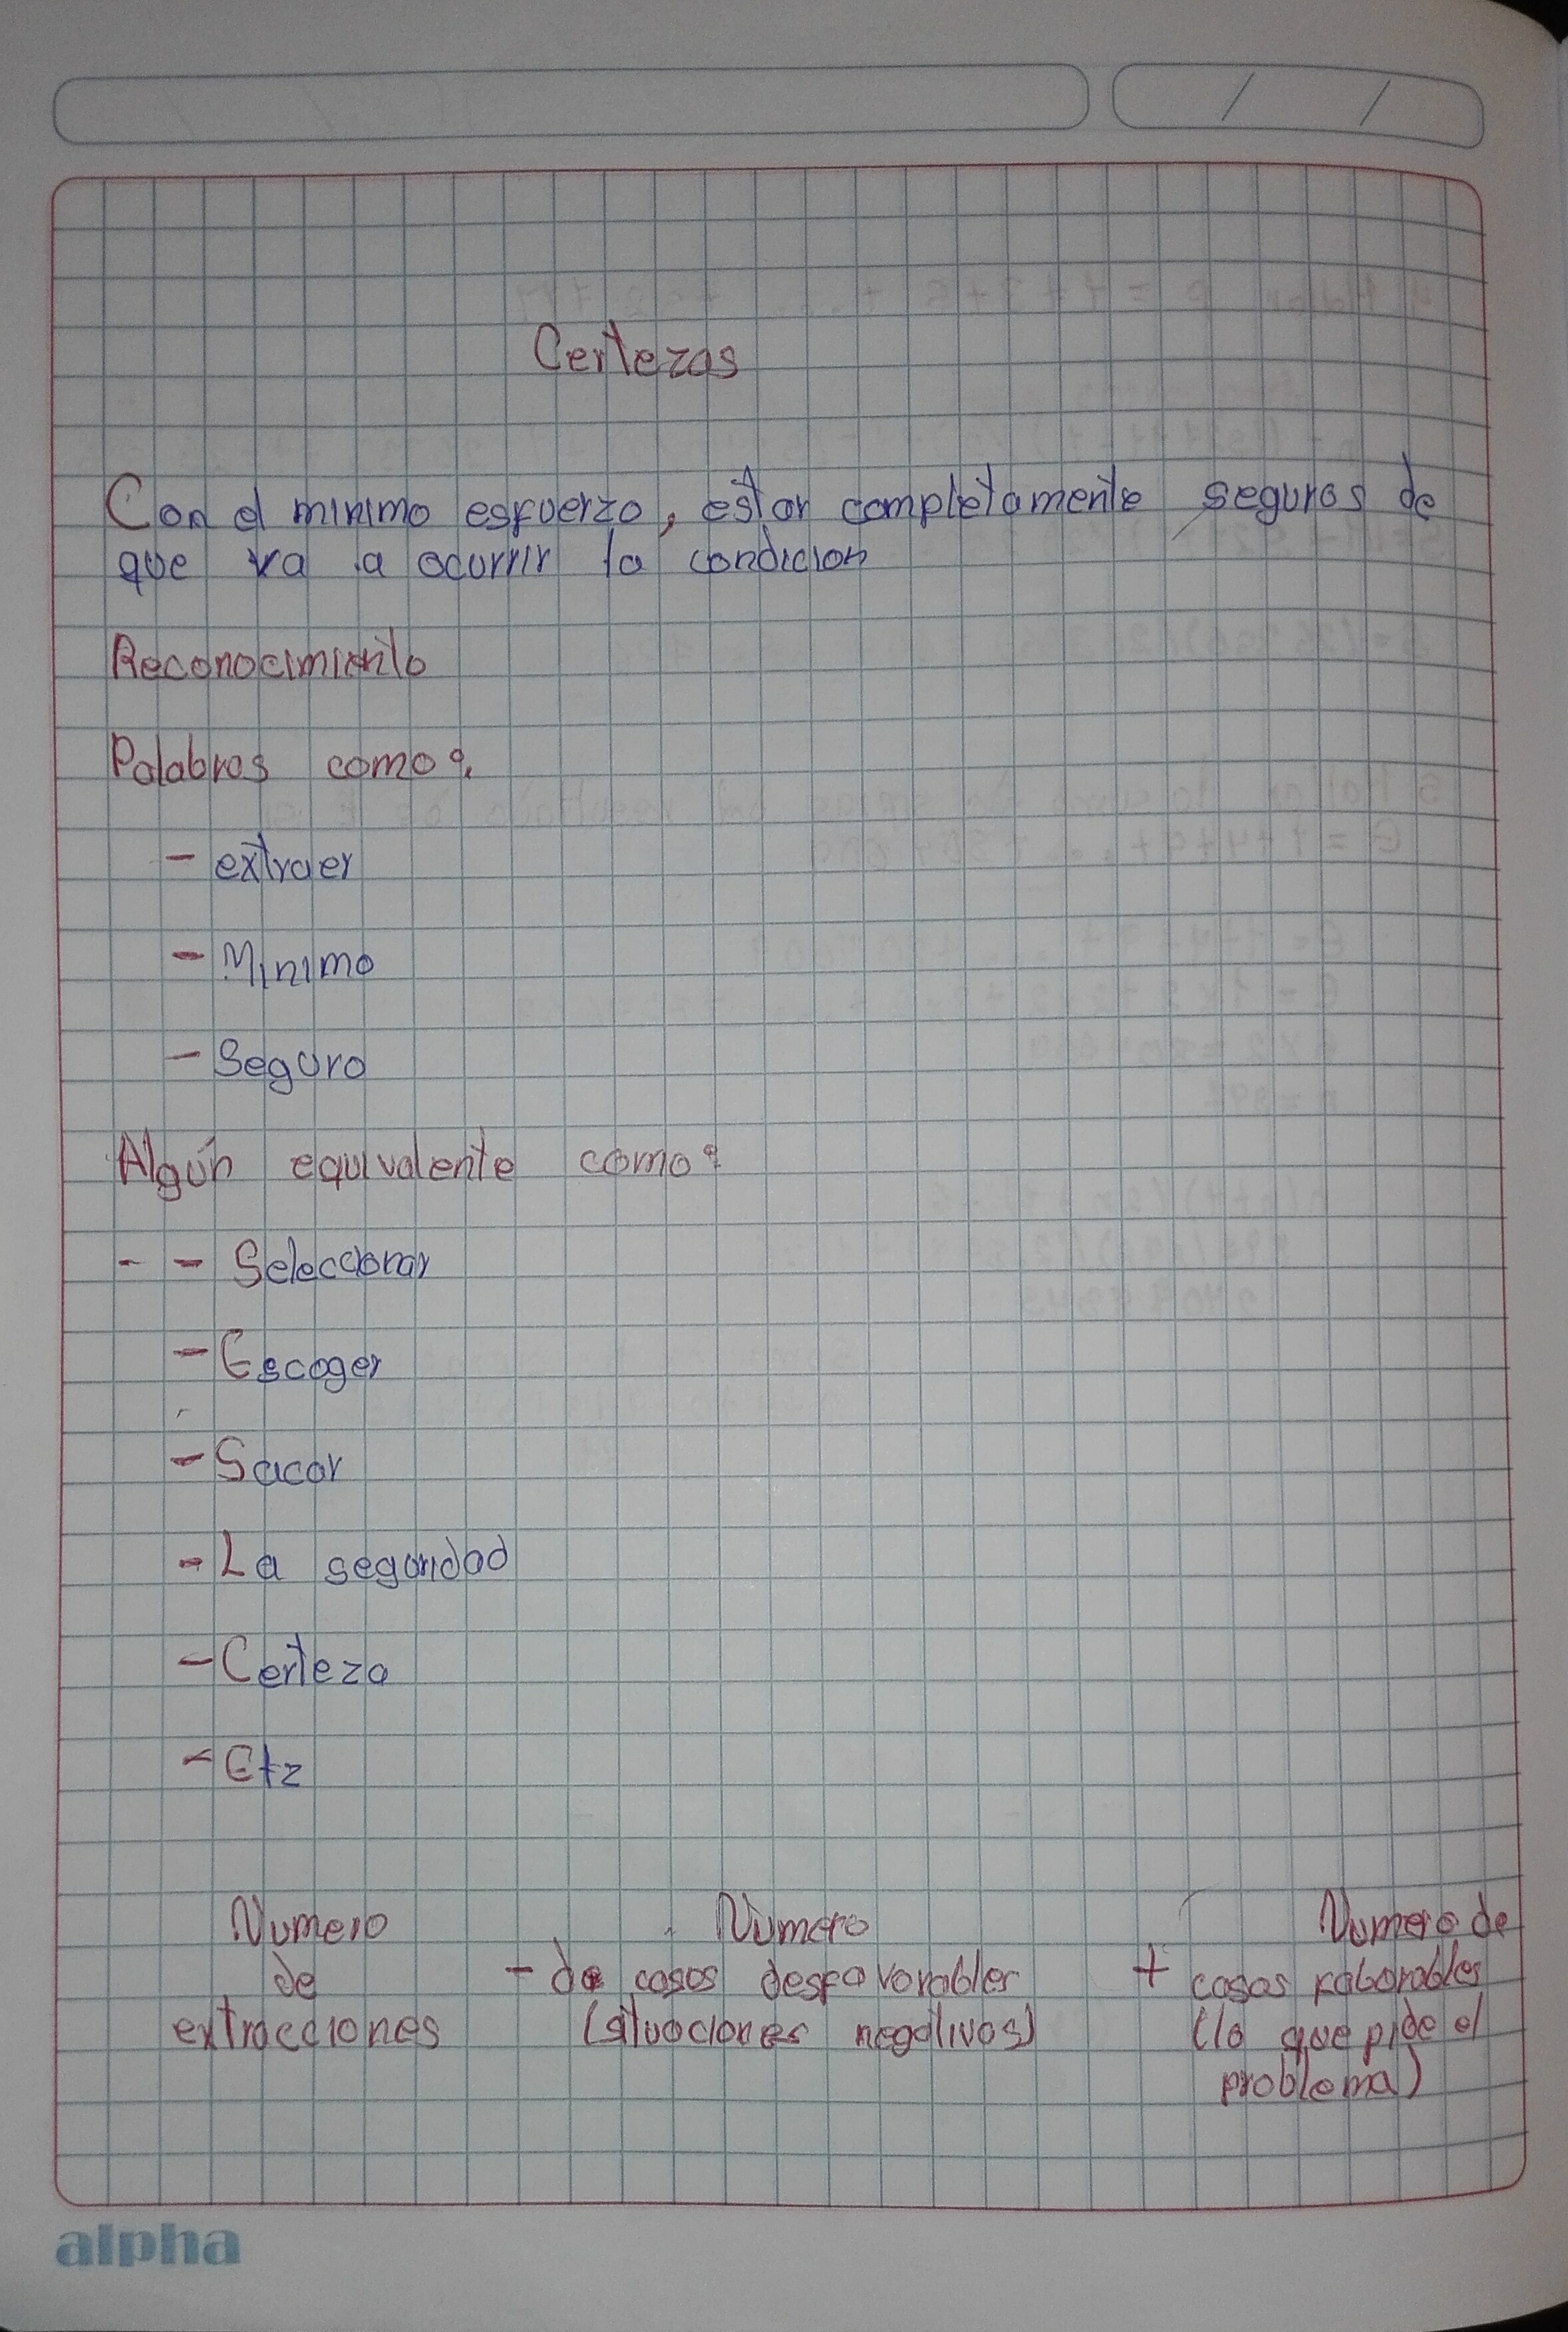 Certezas
Con el minimo esfuerzo, estar completamente seguros de
que va a ocurrir la condicion
Reconocimiento
Palabras como:
- extraer
- Minimo
- Seguro
Algún equivalente como:
- - Seleccionar
- Escoger
- Sacar
- La seguridad
- Certeza
- Etz
Numero
de
extracciones
Numero
- de casos desfavorables
(situaciones negativas)
Numero de
+ casos faborables
(lo que pide el
problema)
alpha